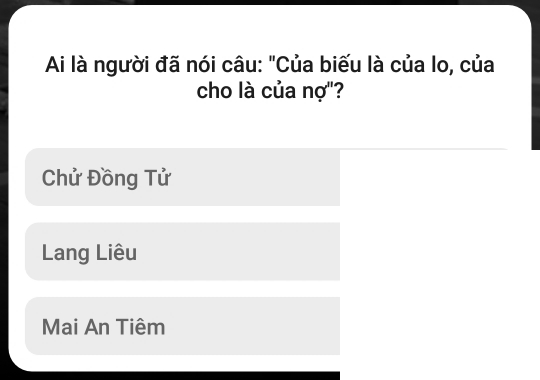 Ai là người đã nói câu: "Của biếu là của lo, của
cho là của nợ"?
Chử Đồng Tử
Lang Liêu
Mai An Tiêm